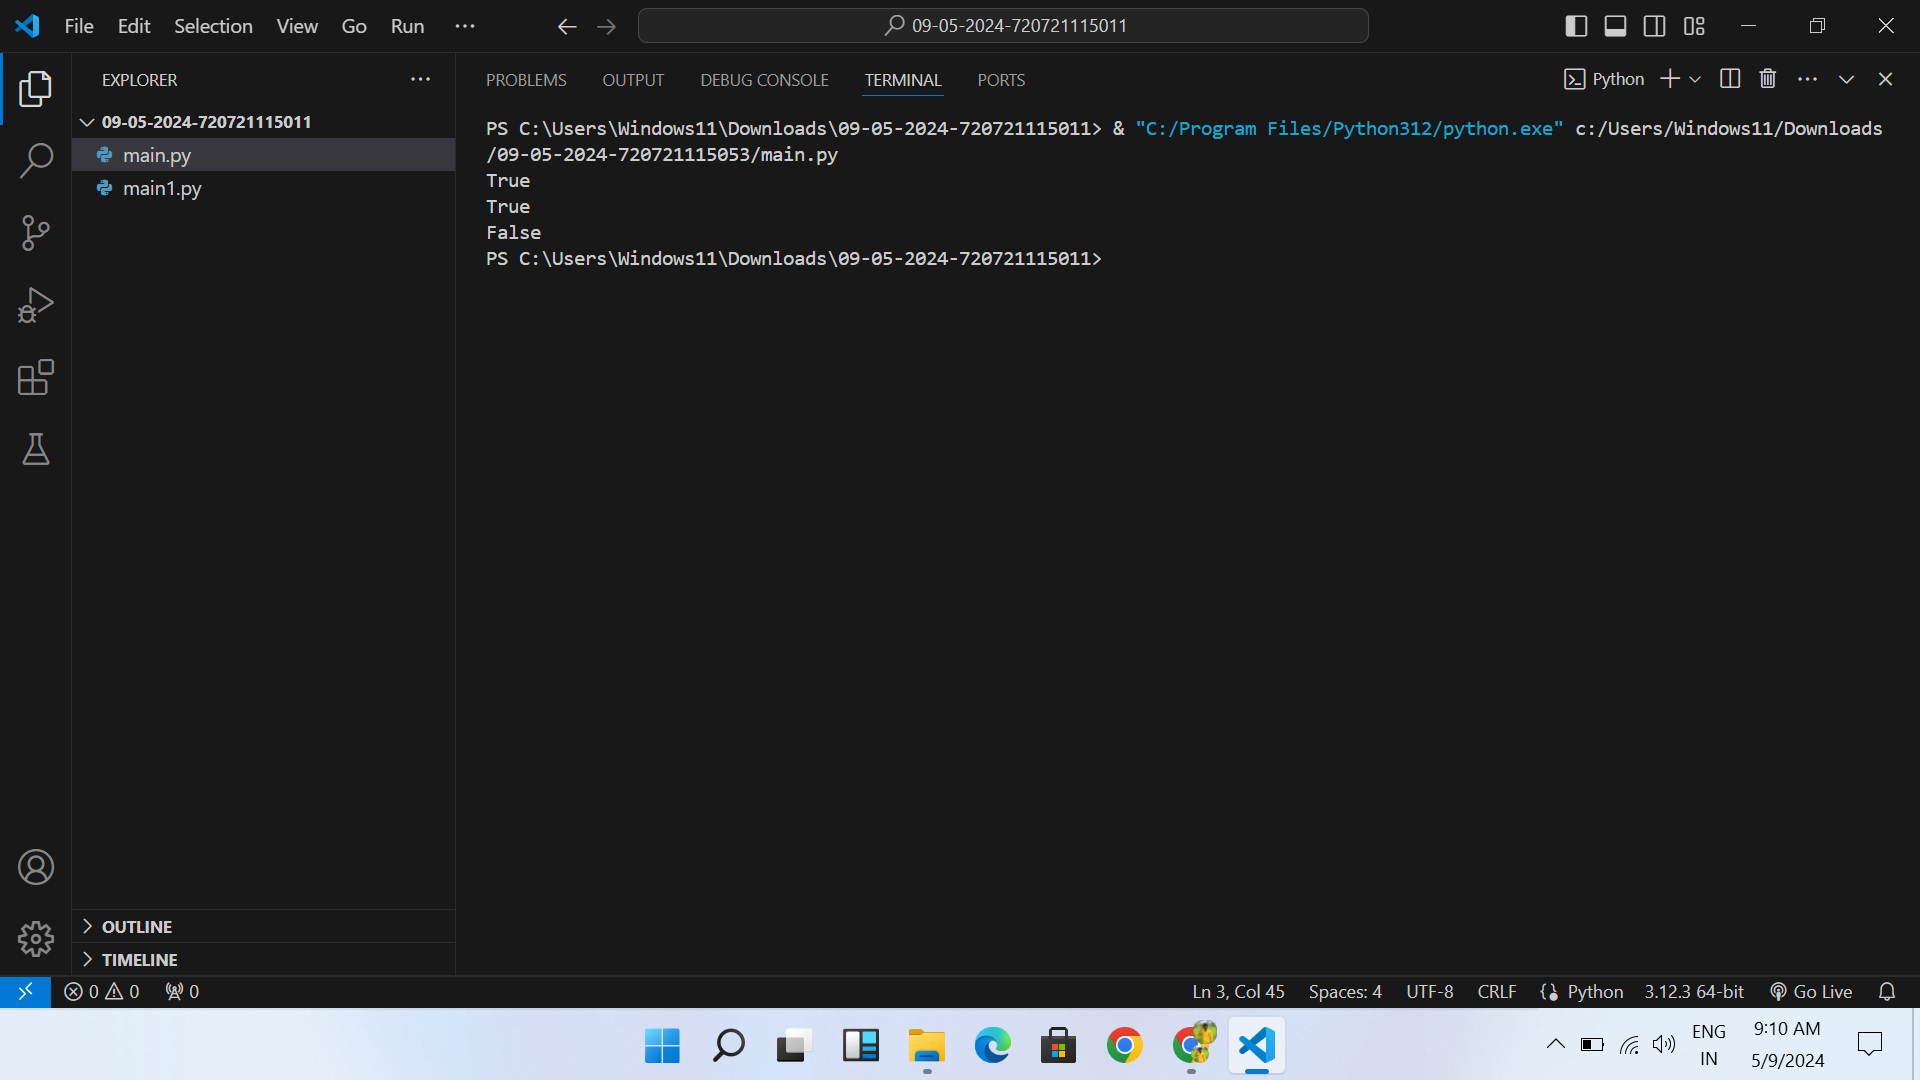 File Edit Selection View Go Run ···
09-05-2024-720721115011
EXPLORER ···
PROBLEMS OUTPUT DEBUG CONSOLE TERMINAL PORTS
Python
09-05-2024-720721115011
main.py
main1.py
PS C:\Users\Windows11\Downloads\09-05-2024-720721115011> & "C:/Program Files/Python312/python.exe" c:/Users/Windows11/Downloads
/09-05-2024-720721115053/main.py
True
True
False
PS C:\Users\Windows11\Downloads\09-05-2024-720721115011>
OUTLINE
TIMELINE
0 0 0
Ln 3, Col 45 Spaces: 4 UTF-8 CRLF Python 3.12.3 64-bit Go Live
ENG
IN
9:10 AM
5/9/2024